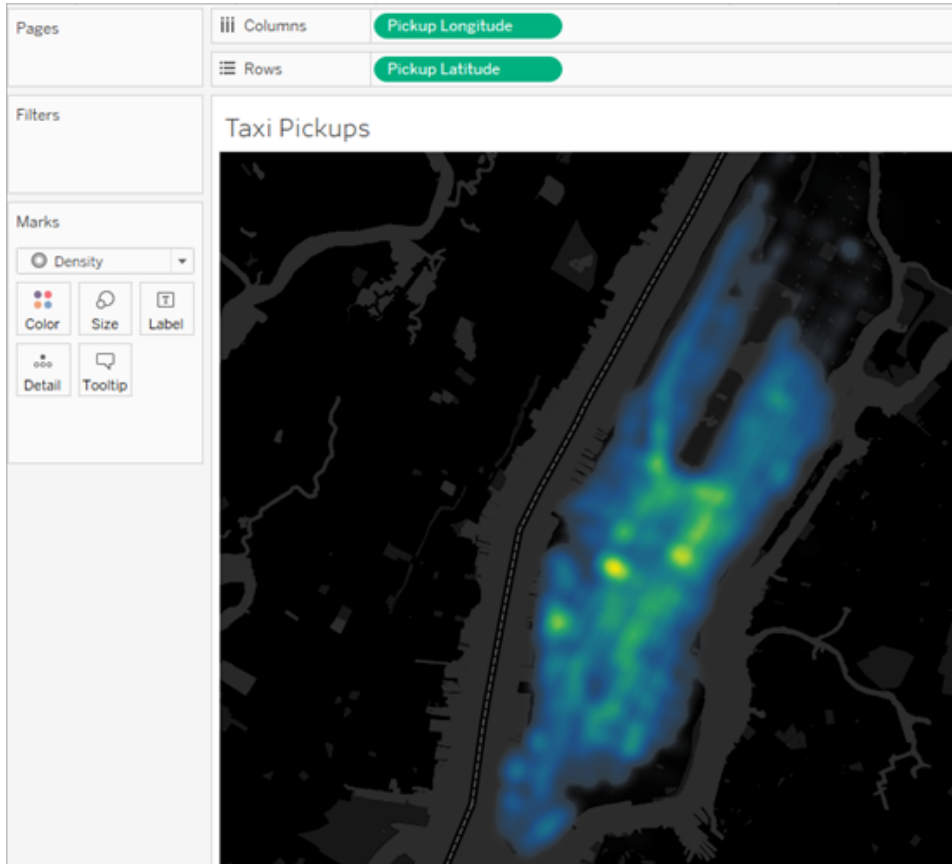 Pages
Columns
Pickup Longitude
Rows
Pickup Latitude
Filters
Taxi Pickups
Marks
Density
Color
Size
Label
Detail
Tooltip